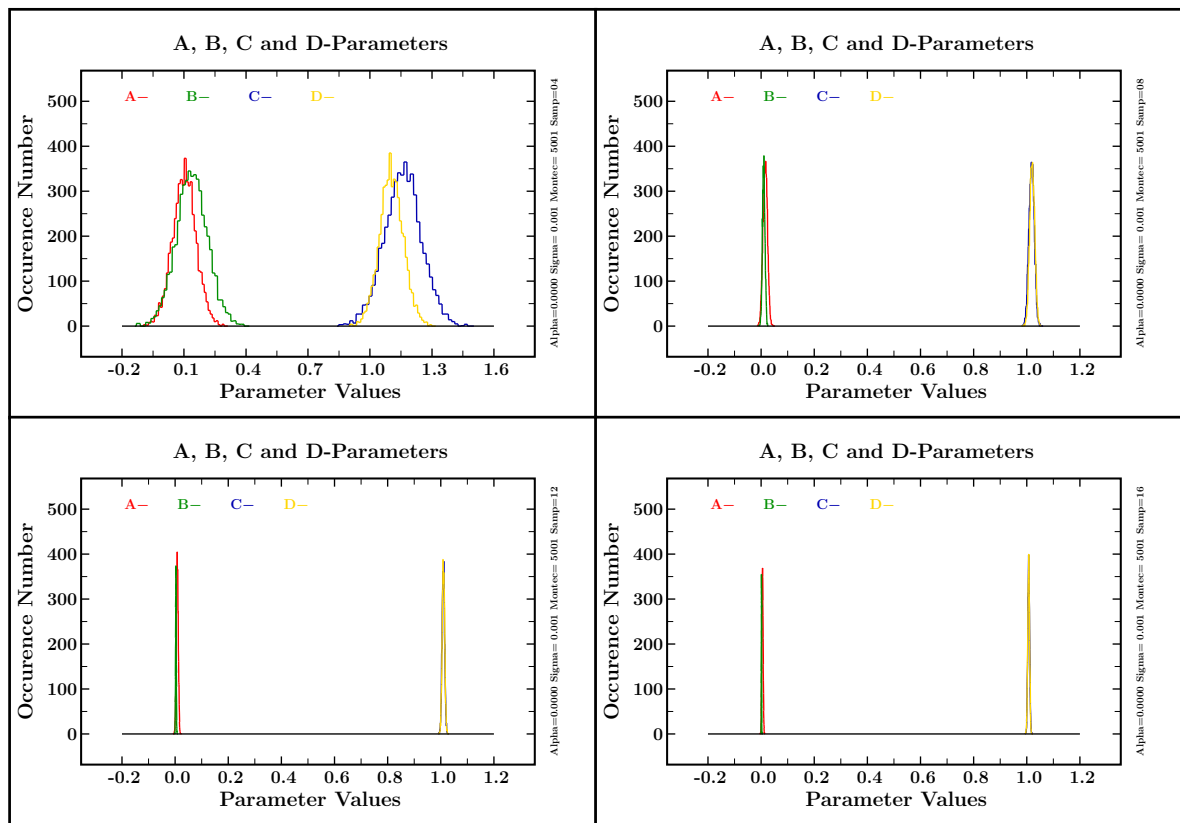 A, B, C and D-Parameters
A– B– C– D–
500
400
300
200
100
0
Occurence Number
-0.2 0.1 0.4 0.7 1.0 1.3 1.6
Parameter Values
Alpha=0.0000 Sigma= 0.001 Montec= 5001 Samp=04
A, B, C and D-Parameters
A– B– C– D–
500
400
300
200
100
0
Occurence Number
-0.2 0.0 0.2 0.4 0.6 0.8 1.0 1.2
Parameter Values
Alpha=0.0000 Sigma= 0.001 Montec= 5001 Samp=08
A, B, C and D-Parameters
A– B– C– D–
500
400
300
200
100
0
Occurence Number
-0.2 0.0 0.2 0.4 0.6 0.8 1.0 1.2
Parameter Values
Alpha=0.0000 Sigma= 0.001 Montec= 5001 Samp=12
A, B, C and D-Parameters
A– B– C– D–
500
400
300
200
100
0
Occurence Number
-0.2 0.0 0.2 0.4 0.6 0.8 1.0 1.2
Parameter Values
Alpha=0.0000 Sigma= 0.001 Montec= 5001 Samp=16